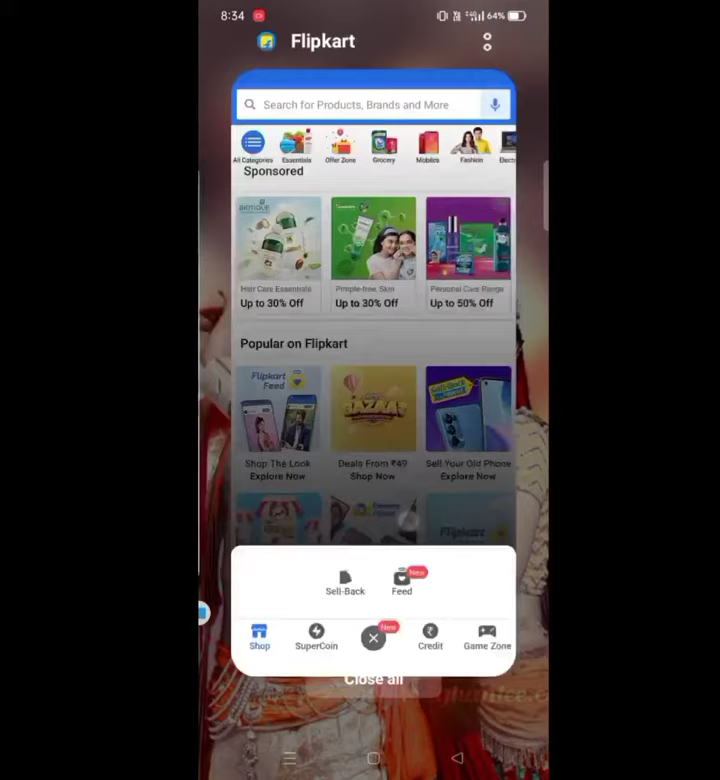 8:34
64%
Flipkart
Search for Products, Brands and More
All Categories Essentials Offer Zone Grocery Mobiles Fashion
Sponsored
BIOTIQUE
Hair Care Essentials Pimple-free, Skin Personal Care Range
Up to 30% Off Up to 30% Off Up to 50% Off
Popular on Flipkart
Flipkart Feed
BAZAAR
Shop The Look Deals From ₹49 Sell Your Old Phone
Explore Now Shop Now Explore Now
Flipkart
New
Sell-Back Feed
New
Shop SuperCoin Credit Game Zone
Close all